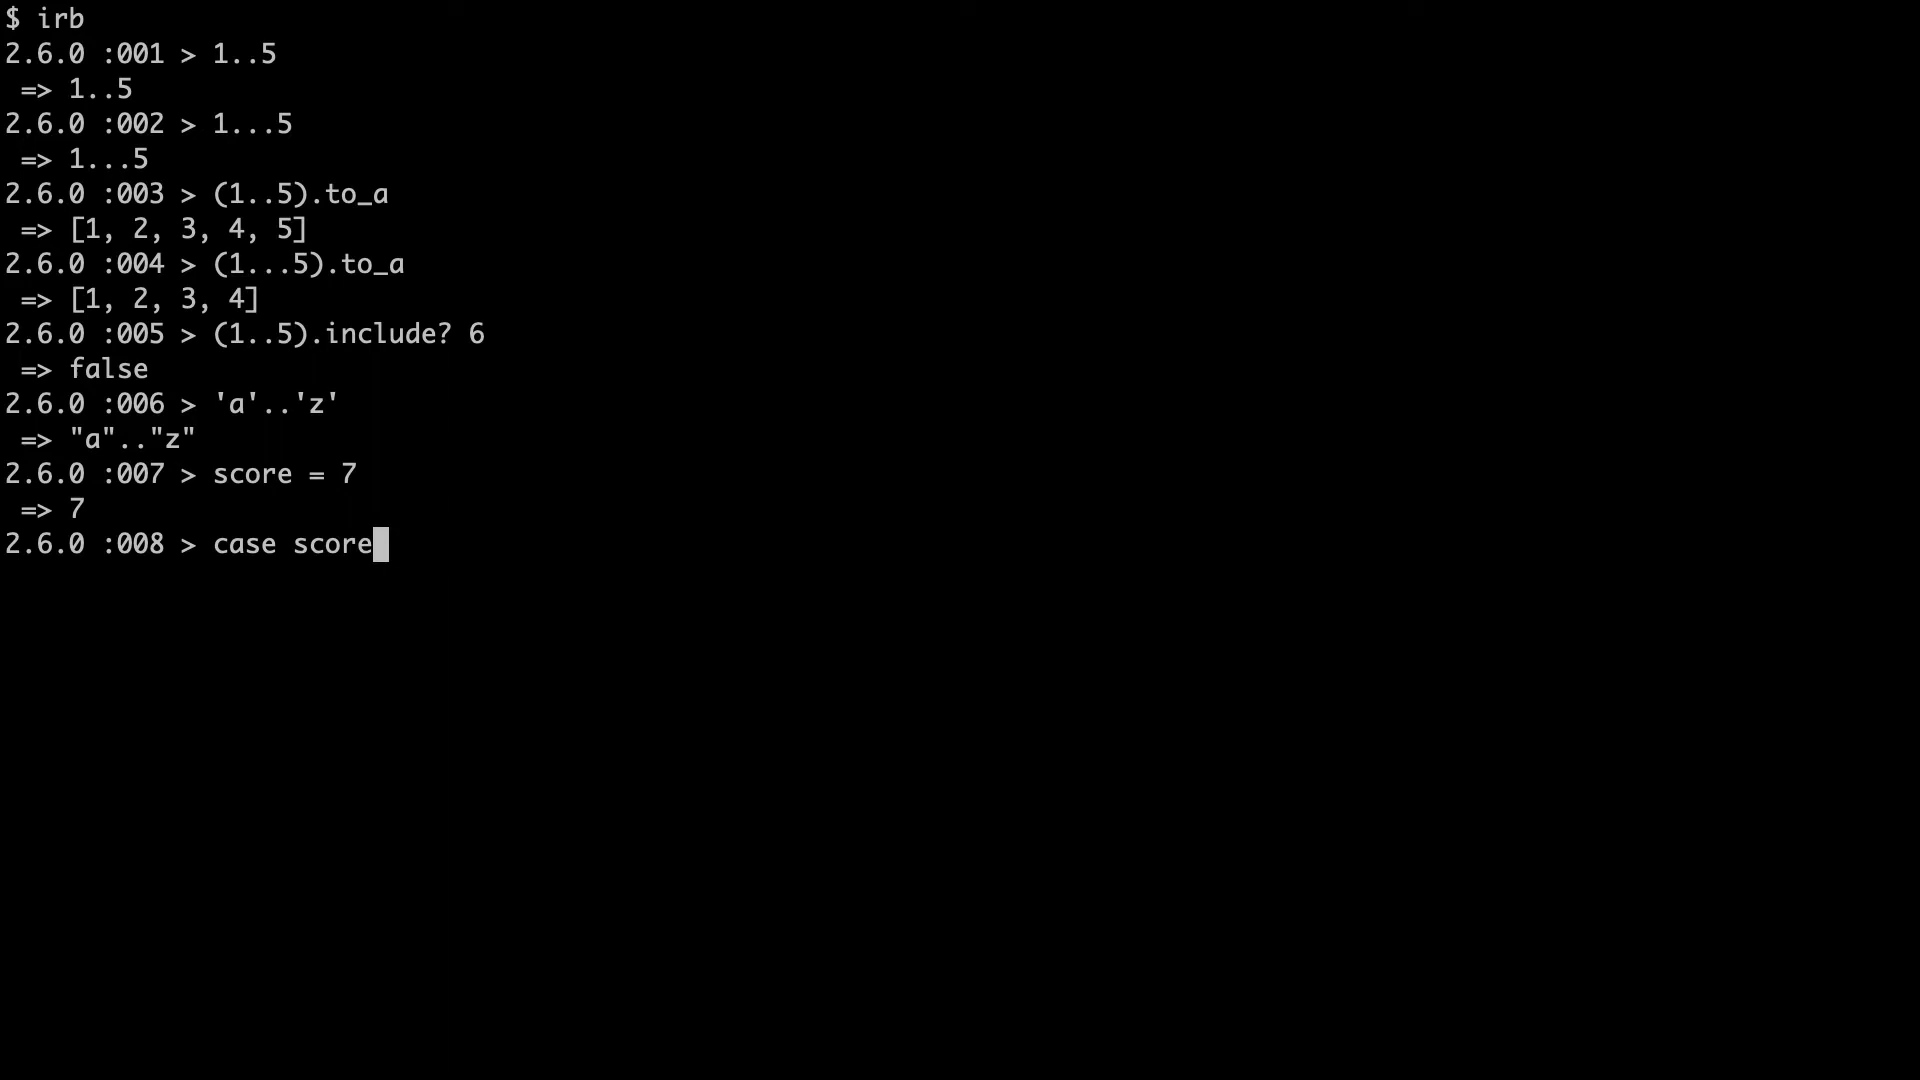 $ irb
2.6.0 :001 > 1..5
 => 1..5
2.6.0 :002 > 1...5
 => 1...5
2.6.0 :003 > (1..5).to_a
 => [1, 2, 3, 4, 5]
2.6.0 :004 > (1...5).to_a
 => [1, 2, 3, 4]
2.6.0 :005 > (1..5).include? 6
 => false
2.6.0 :006 > 'a'..'z'
 => "a".."z"
2.6.0 :007 > score = 7
 => 7
2.6.0 :008 > case score